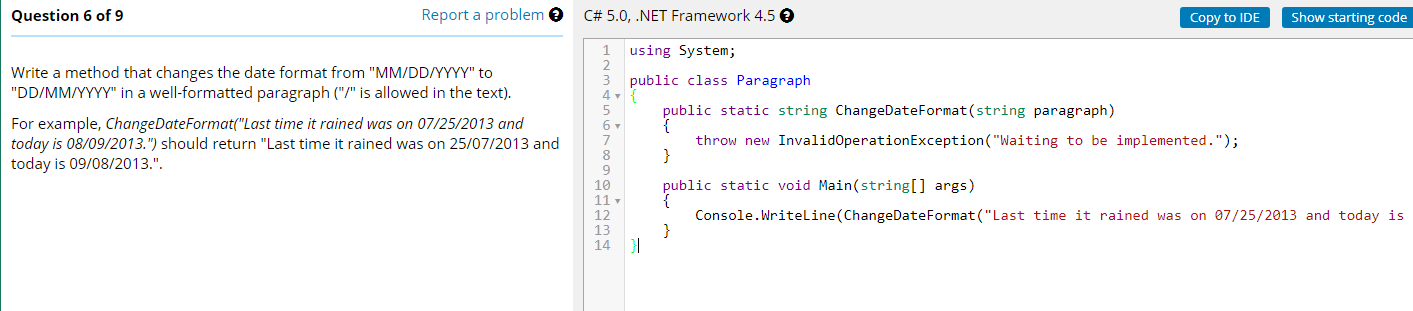 Question 6 of 9
Report a problem ?
Write a method that changes the date format from "MM/DD/YYYY" to
"DD/MM/YYYY" in a well-formatted paragraph ("/" is allowed in the text).
For example, ChangeDateFormat("Last time it rained was on 07/25/2013 and
today is 08/09/2013.") should return "Last time it rained was on 25/07/2013 and
today is 09/08/2013.".
C# 5.0, .NET Framework 4.5 ?
Copy to IDE
Show starting code
1 using System;
2
3 public class Paragraph
4 {
5     public static string ChangeDateFormat(string paragraph)
6     {
7         throw new InvalidOperationException("Waiting to be implemented.");
8     }
9
10     public static void Main(string[] args)
11     {
12         Console.WriteLine(ChangeDateFormat("Last time it rained was on 07/25/2013 and today is
13     }
14 }